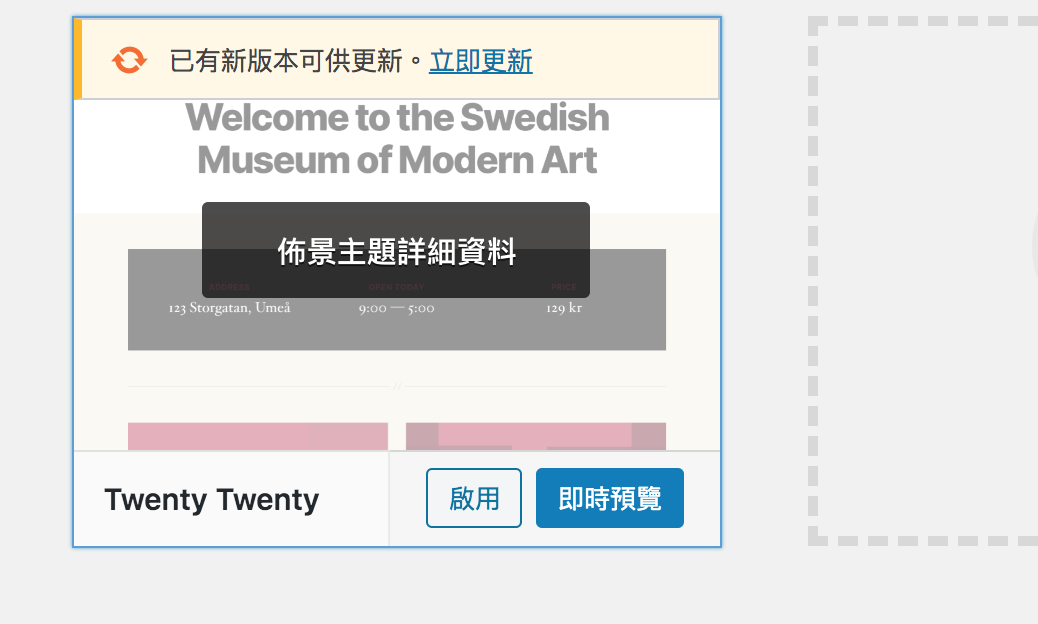 已有新版本可供更新。立即更新
Welcome to the Swedish
Museum of Modern Art
佈景主題詳細資料
ADDRESS OPEN TODAY PRICE
123 Storgatan, Umeå 9:00 — 5:00 129 kr
Twenty Twenty 啟用 即時預覽